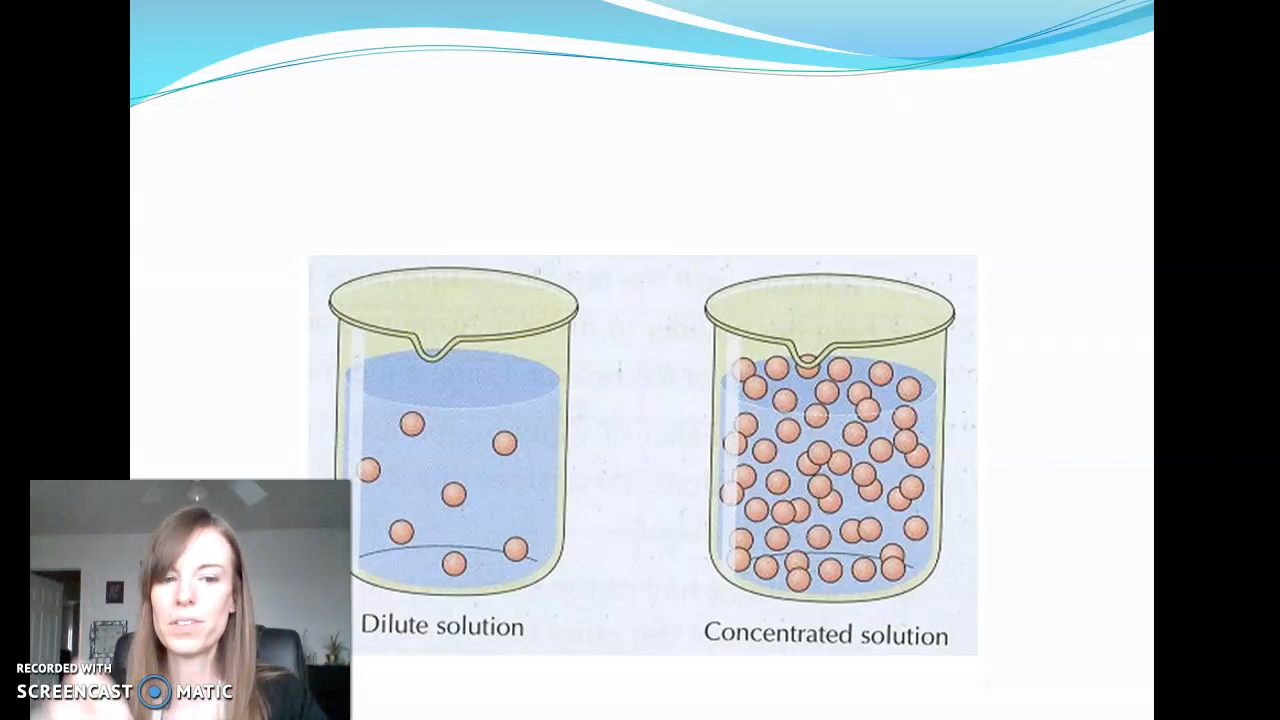 Dilute solution
Concentrated solution
RECORDED WITH
SCREENCAST MATIC